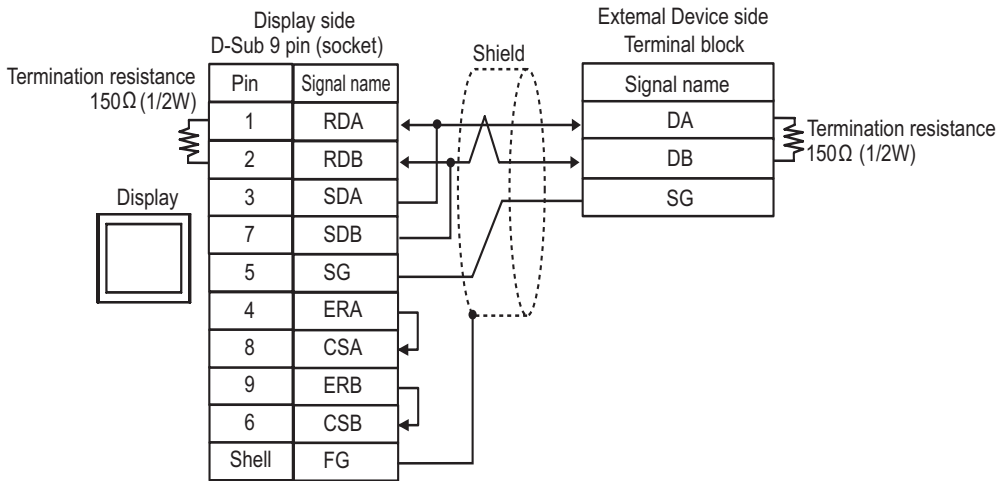 Display side
D-Sub 9 pin (socket)
External Device side
Terminal block
Shield
Termination resistance
150Ω (1/2W)
Pin Signal name
1 RDA
2 RDB
3 SDA
7 SDB
5 SG
4 ERA
8 CSA
9 ERB
6 CSB
Shell FG
Display
Signal name
DA
DB
SG
Termination resistance
150Ω (1/2W)